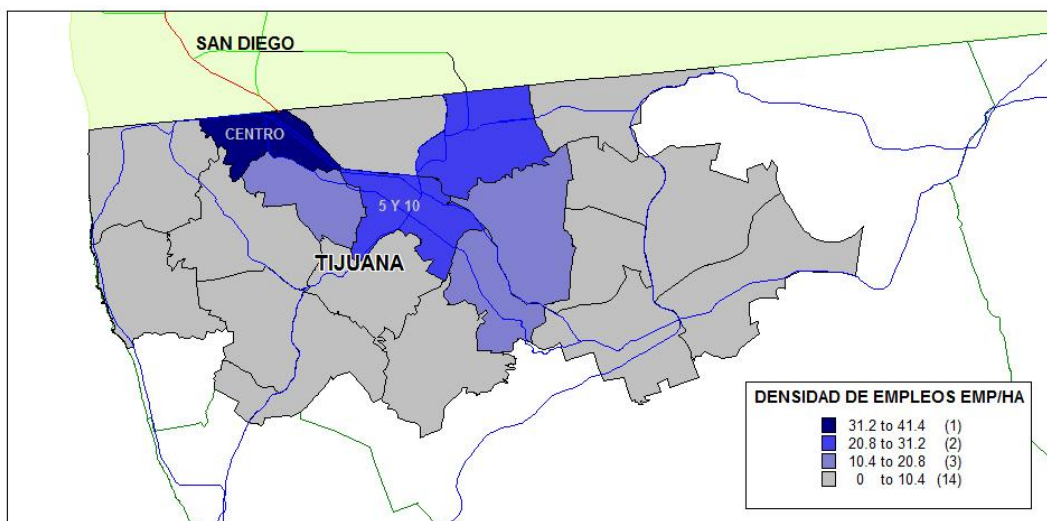 SAN DIEGO
CENTRO
5 Y 10
TIJUANA
DENSIDAD DE EMPLEOS EMP/HA
31.2 to 41.4 (1)
20.8 to 31.2 (2)
10.4 to 20.8 (3)
0 to 10.4 (14)